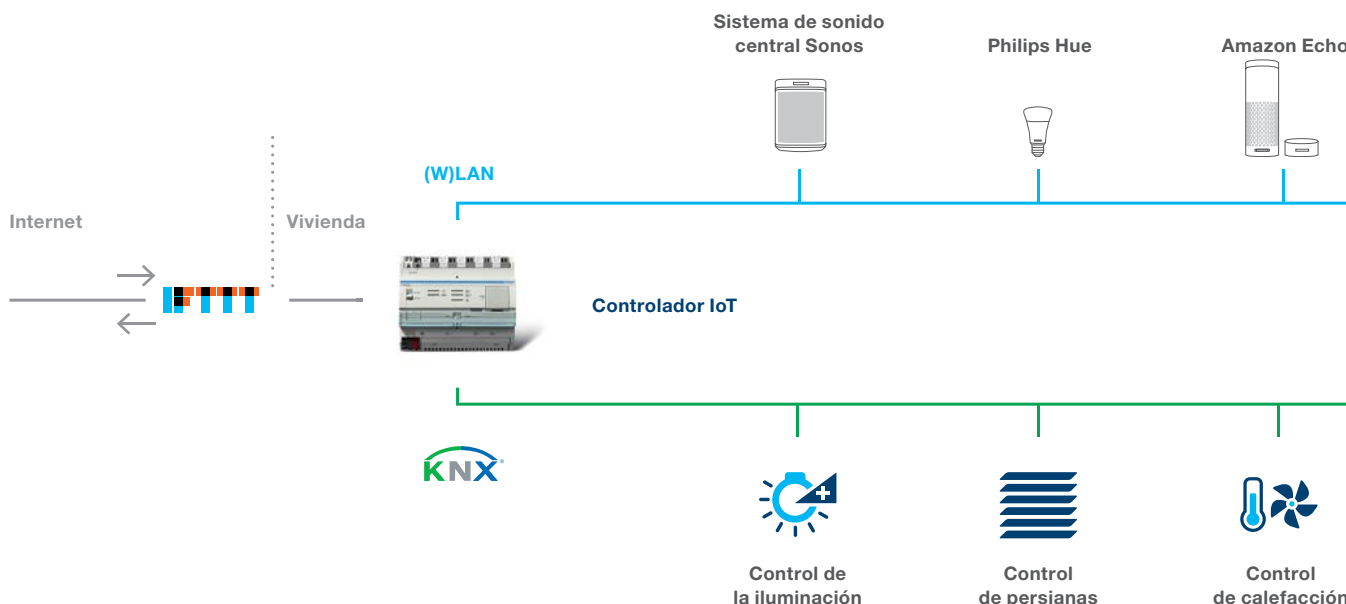 Sistema de sonido
central Sonos
Philips Hue
Amazon Echo
(W)LAN
Internet
Vivienda
IFTTT
Controlador IoT
KNX
Control de
la iluminación
Control
de persianas
Control
de calefacción